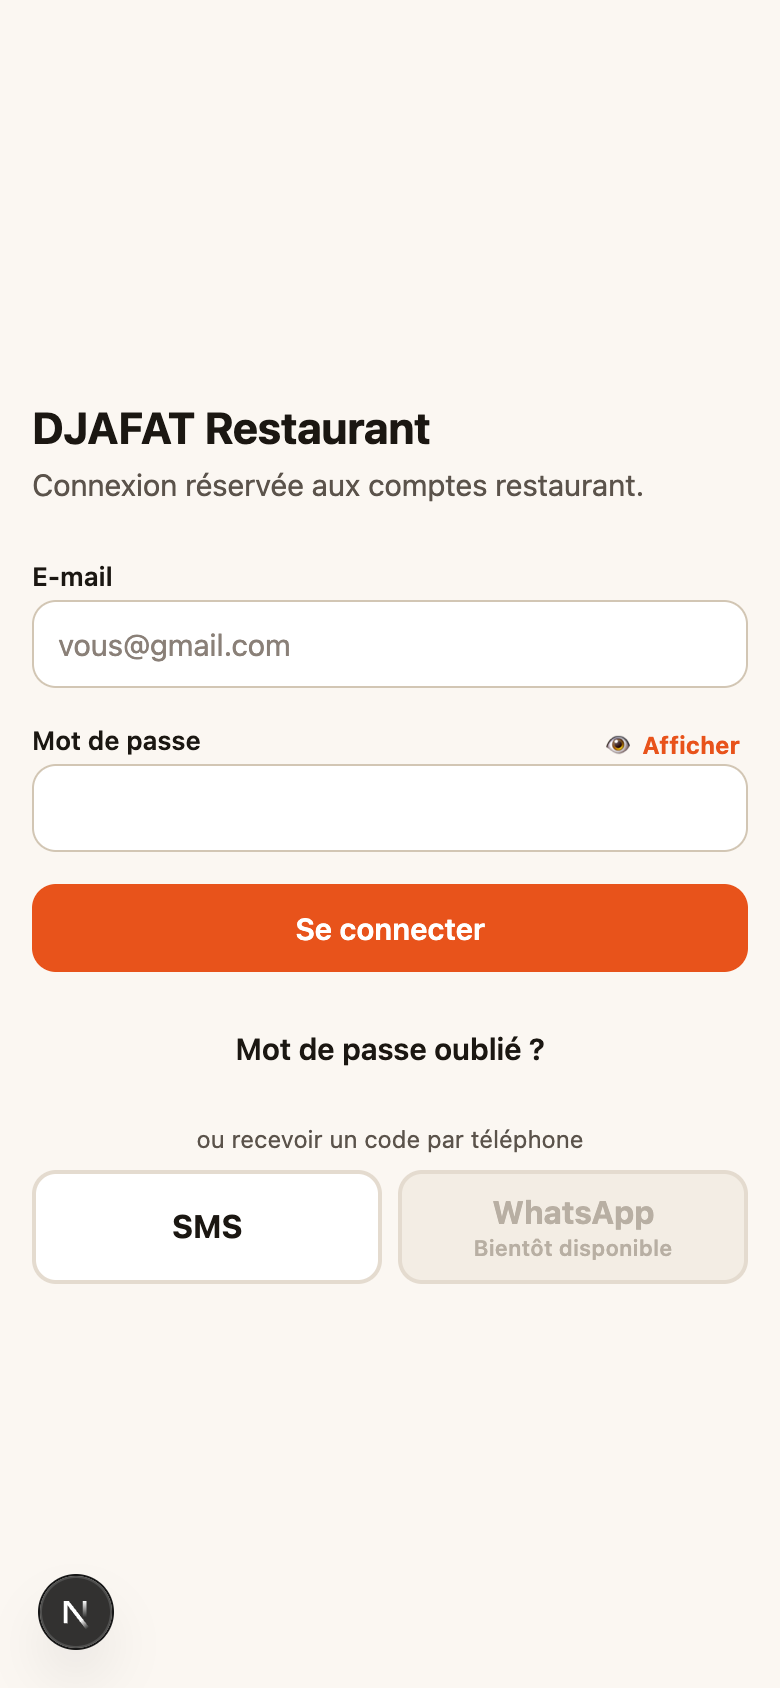 DJAFAT Restaurant
Connexion réservée aux comptes restaurant.
E-mail
vous@gmail.com
Mot de passe
Afficher
Se connecter
Mot de passe oublié ?
ou recevoir un code par téléphone
SMS
WhatsApp
Bientôt disponible
N